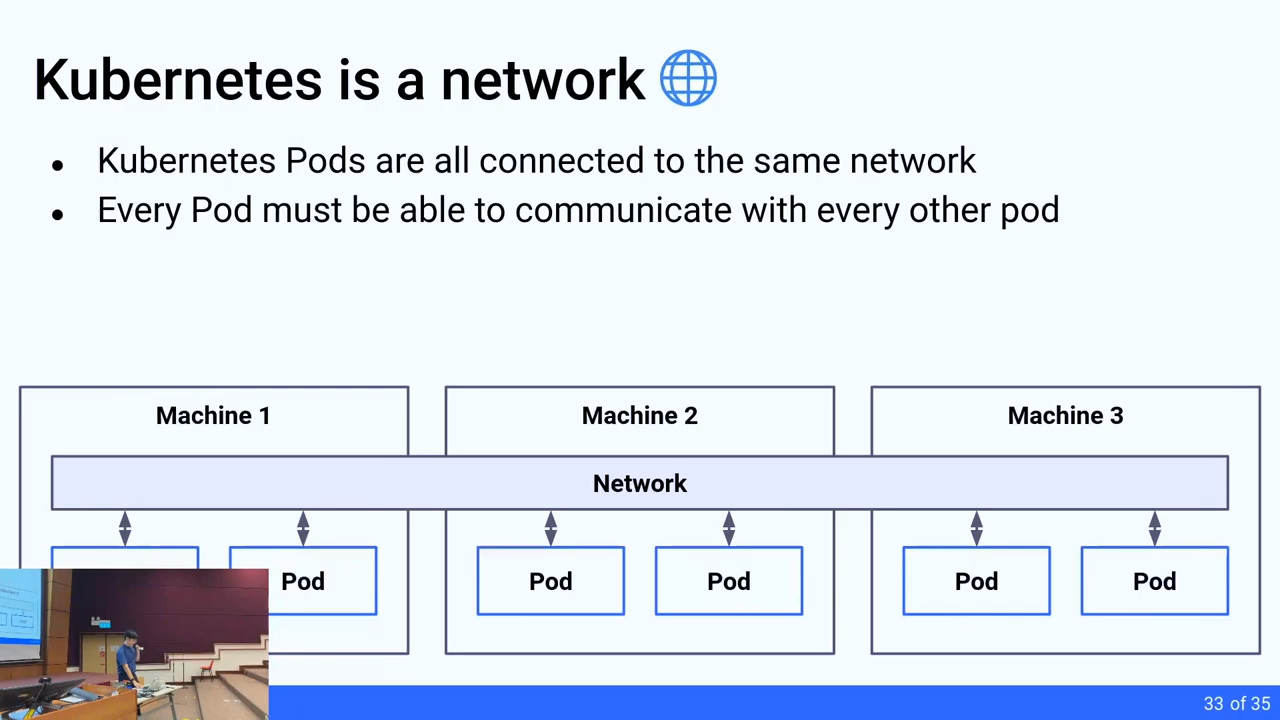 Kubernetes is a network
Kubernetes Pods are all connected to the same network
Every Pod must be able to communicate with every other pod
Machine 1
Machine 2
Machine 3
Network
Pod
Pod
Pod
Pod
Pod
33 of 35